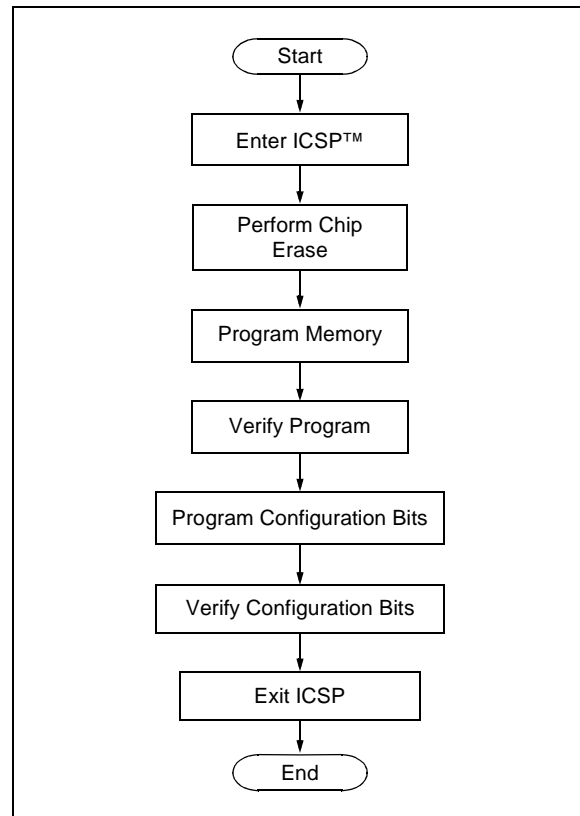 Start
Enter ICSP™
Perform Chip
Erase
Program Memory
Verify Program
Program Configuration Bits
Verify Configuration Bits
Exit ICSP
End